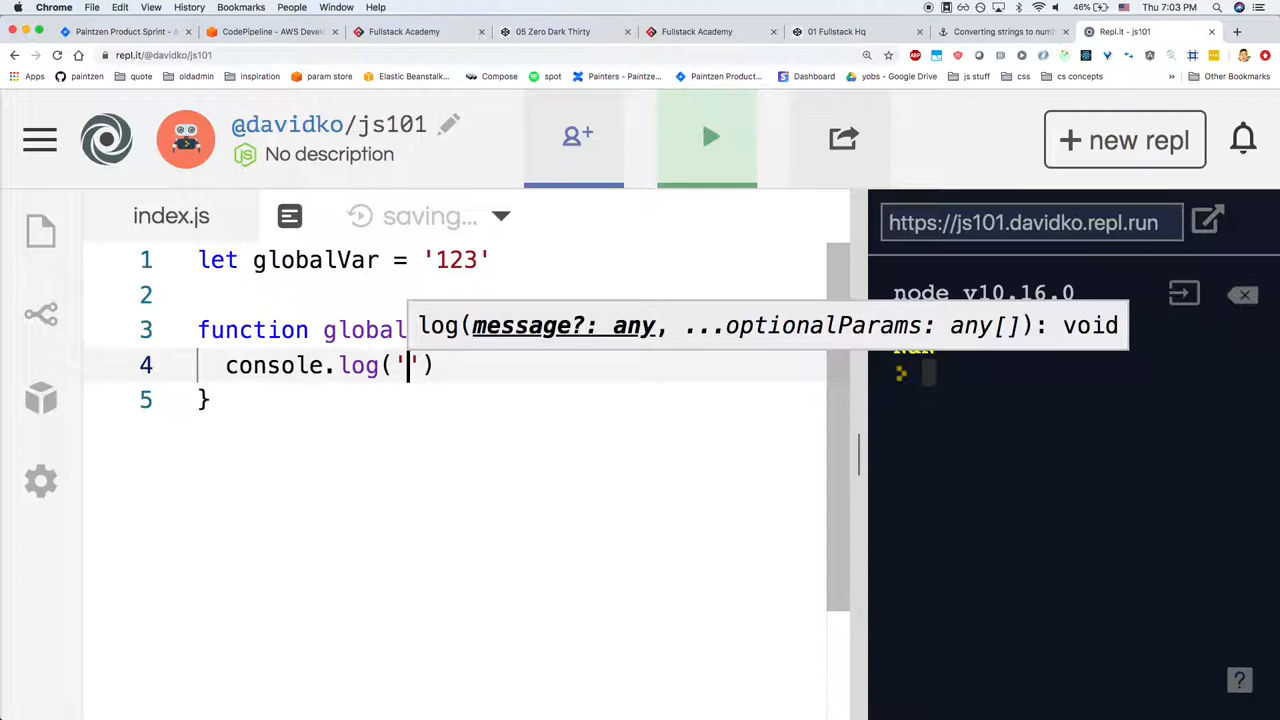 Chrome File Edit View History Bookmarks People Window Help 46% Thu 7:03 PM
Paintzen Product Sprint - A × CodePipeline - AWS Develo × Fullstack Academy × 05 Zero Dark Thirty × Fullstack Academy × 01 Fullstack Hq × Converting strings to numb × Repl.it - js101 ×
repl.it/@davidko/js101
Apps paintzen quote oldadmin inspiration param store Elastic Beanstalk... Compose spot Painters - Paintze... Paintzen Product... Dashboard yobs - Google Drive js stuff css cs concepts » Other Bookmarks
@davidko/js101
No description
+ new repl
index.js saving...
https://js101.davidko.repl.run
1 let globalVar = '123'
2
node v10.16.0
3 function global
log(message?: any, ...optionalParams: any[]): void
4 console.log('')
NaN
>
5 }
?